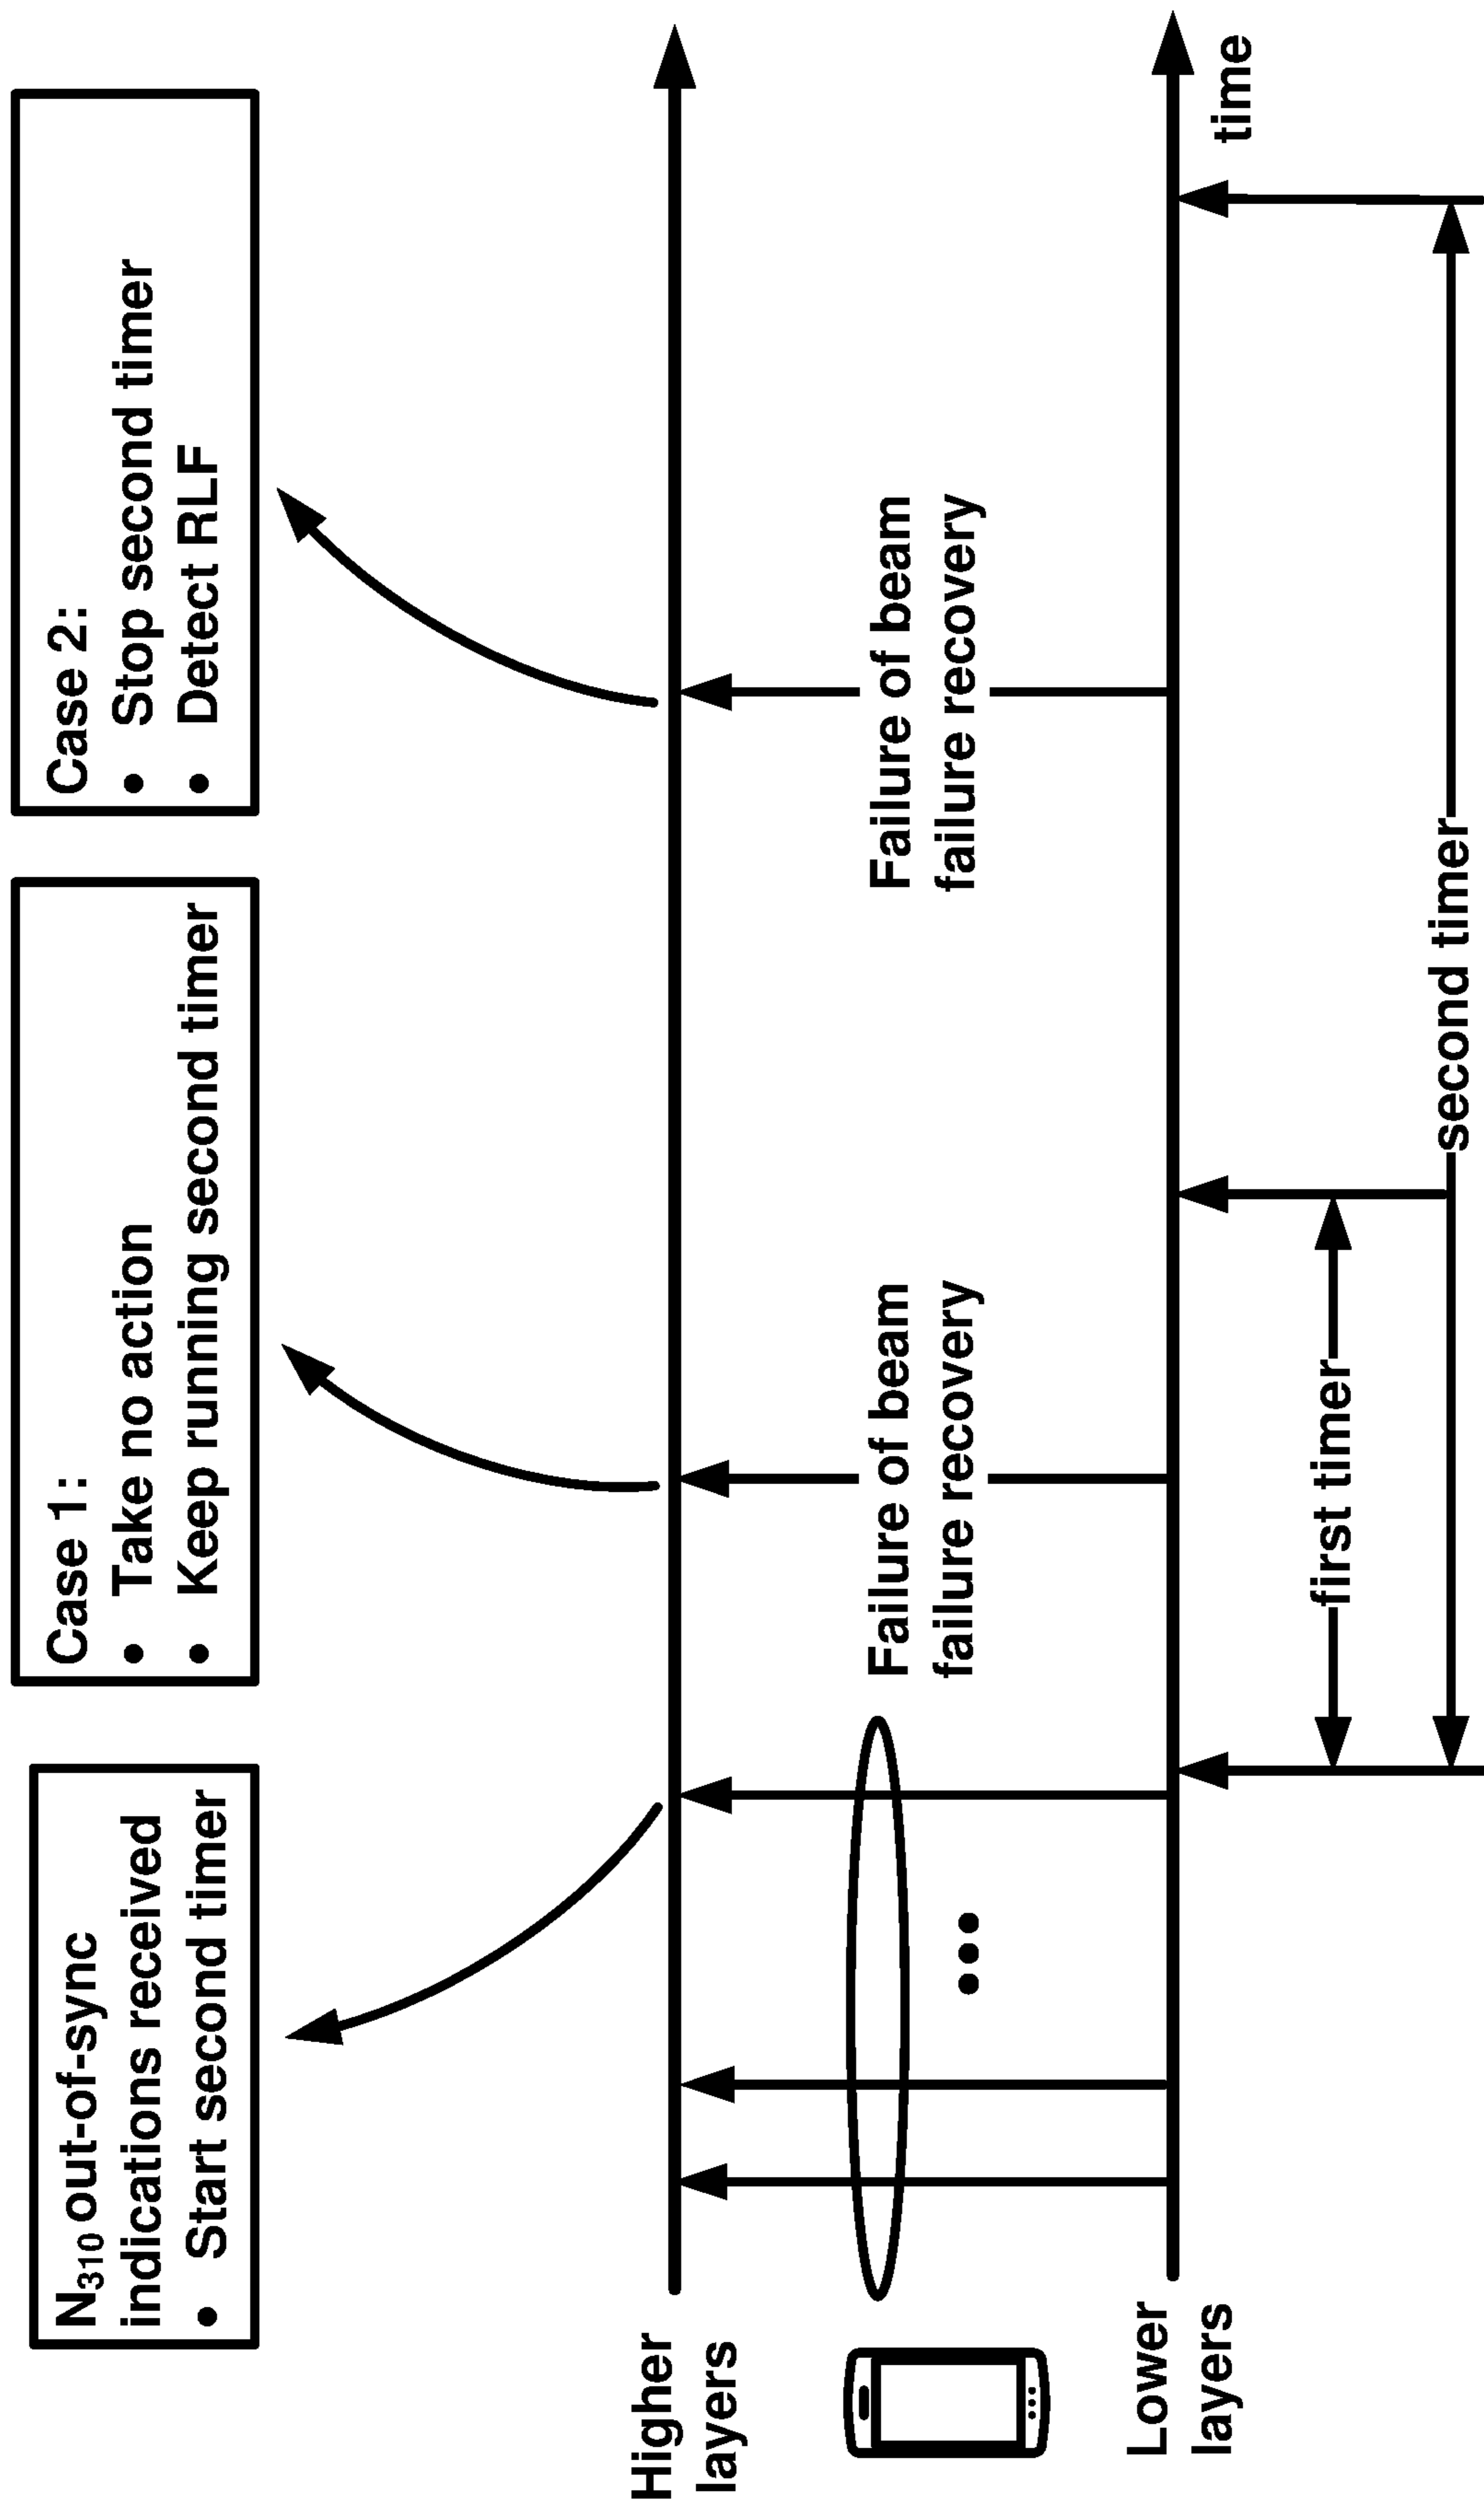 N310 out-of-sync
indications received
• Start second timer
Case 1:
• Take no action
• Keep running second timer
Case 2:
• Stop second timer
• Detect RLF
Higher
layers
Failure of beam
failure recovery
Failure of beam
failure recovery
Lower
layers
time
first timer
second timer